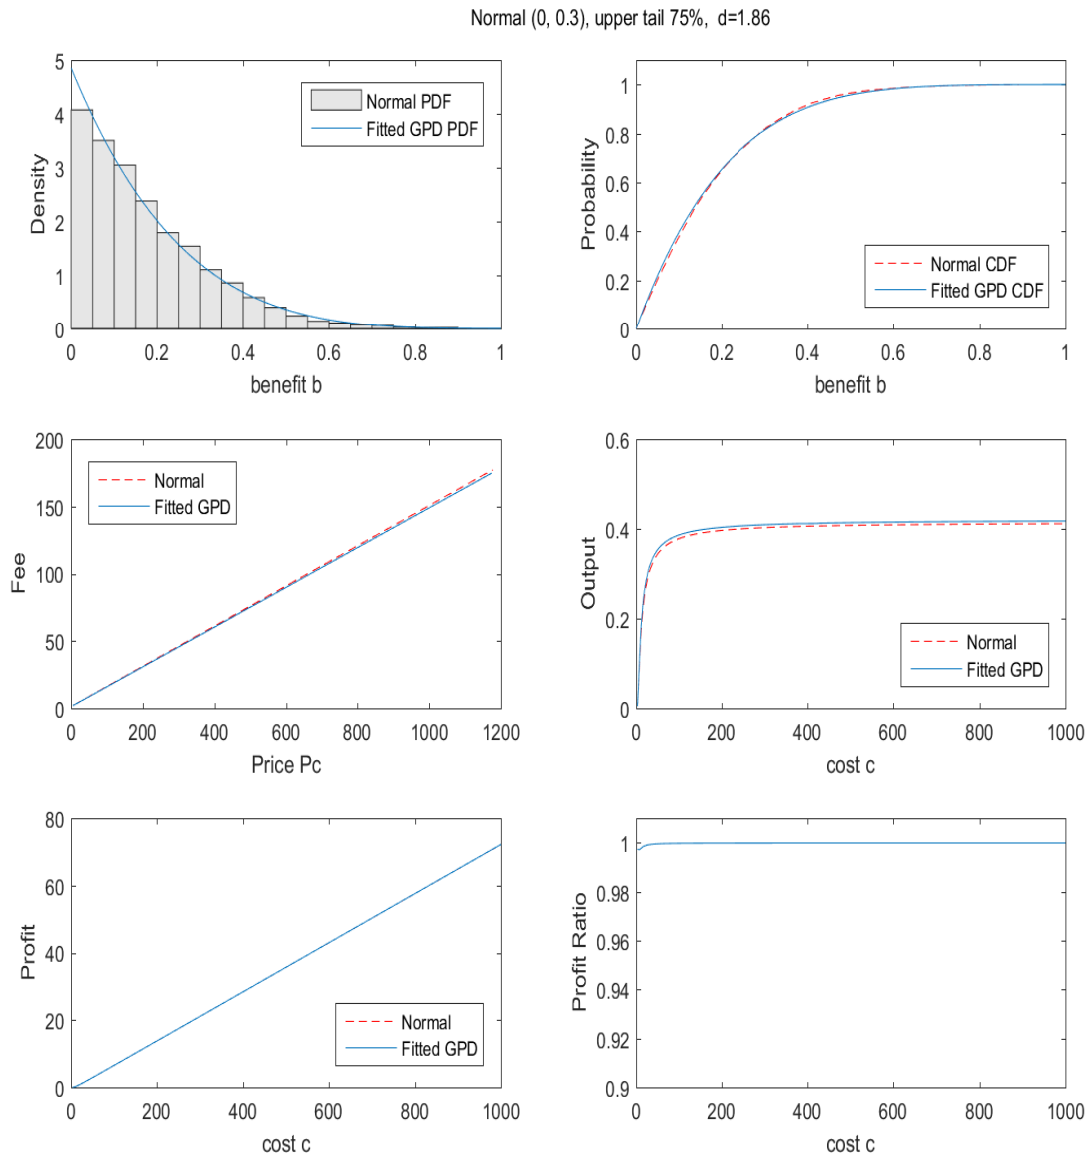 Normal (0, 0.3), upper tail 75%, d=1.86
5
4
3
2
1
0
Density
Normal PDF
Fitted GPD PDF
0 0.2 0.4 0.6 0.8 1
benefit b
1
0.8
0.6
0.4
0.2
0
Probability
Normal CDF
Fitted GPD CDF
0 0.2 0.4 0.6 0.8 1
benefit b
200
150
100
50
0
Fee
Normal
Fitted GPD
0 200 400 600 800 1000 1200
Price Pc
0.6
0.4
0.2
0
Output
Normal
Fitted GPD
0 200 400 600 800 1000
cost c
80
60
40
20
0
Profit
Normal
Fitted GPD
0 200 400 600 800 1000
cost c
1
0.98
0.96
0.94
0.92
0.9
Profit Ratio
0 200 400 600 800 1000
cost c